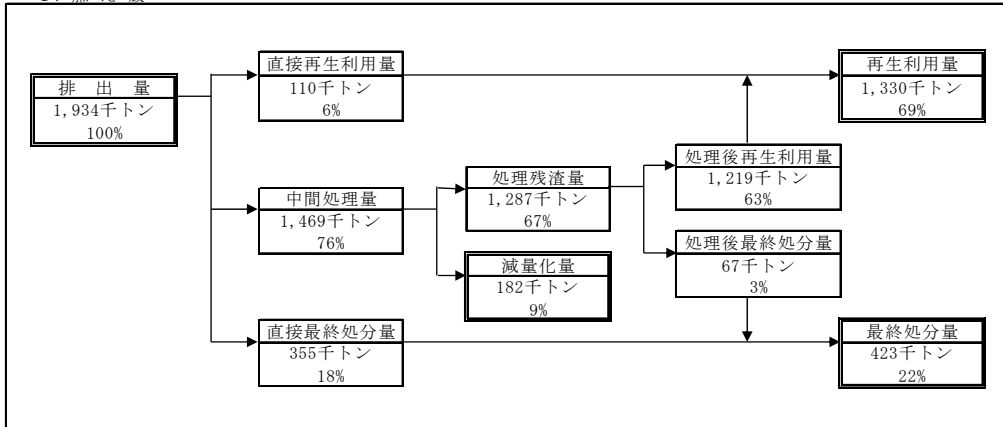 排出量
1,934千トン
100%
直接再生利用量
110千トン
6%
再生利用量
1,330千トン
69%
中間処理量
1,469千トン
76%
処理残渣量
1,287千トン
67%
処理後再生利用量
1,219千トン
63%
減量化量
182千トン
9%
処理後最終処分量
67千トン
3%
直接最終処分量
355千トン
18%
最終処分量
423千トン
22%